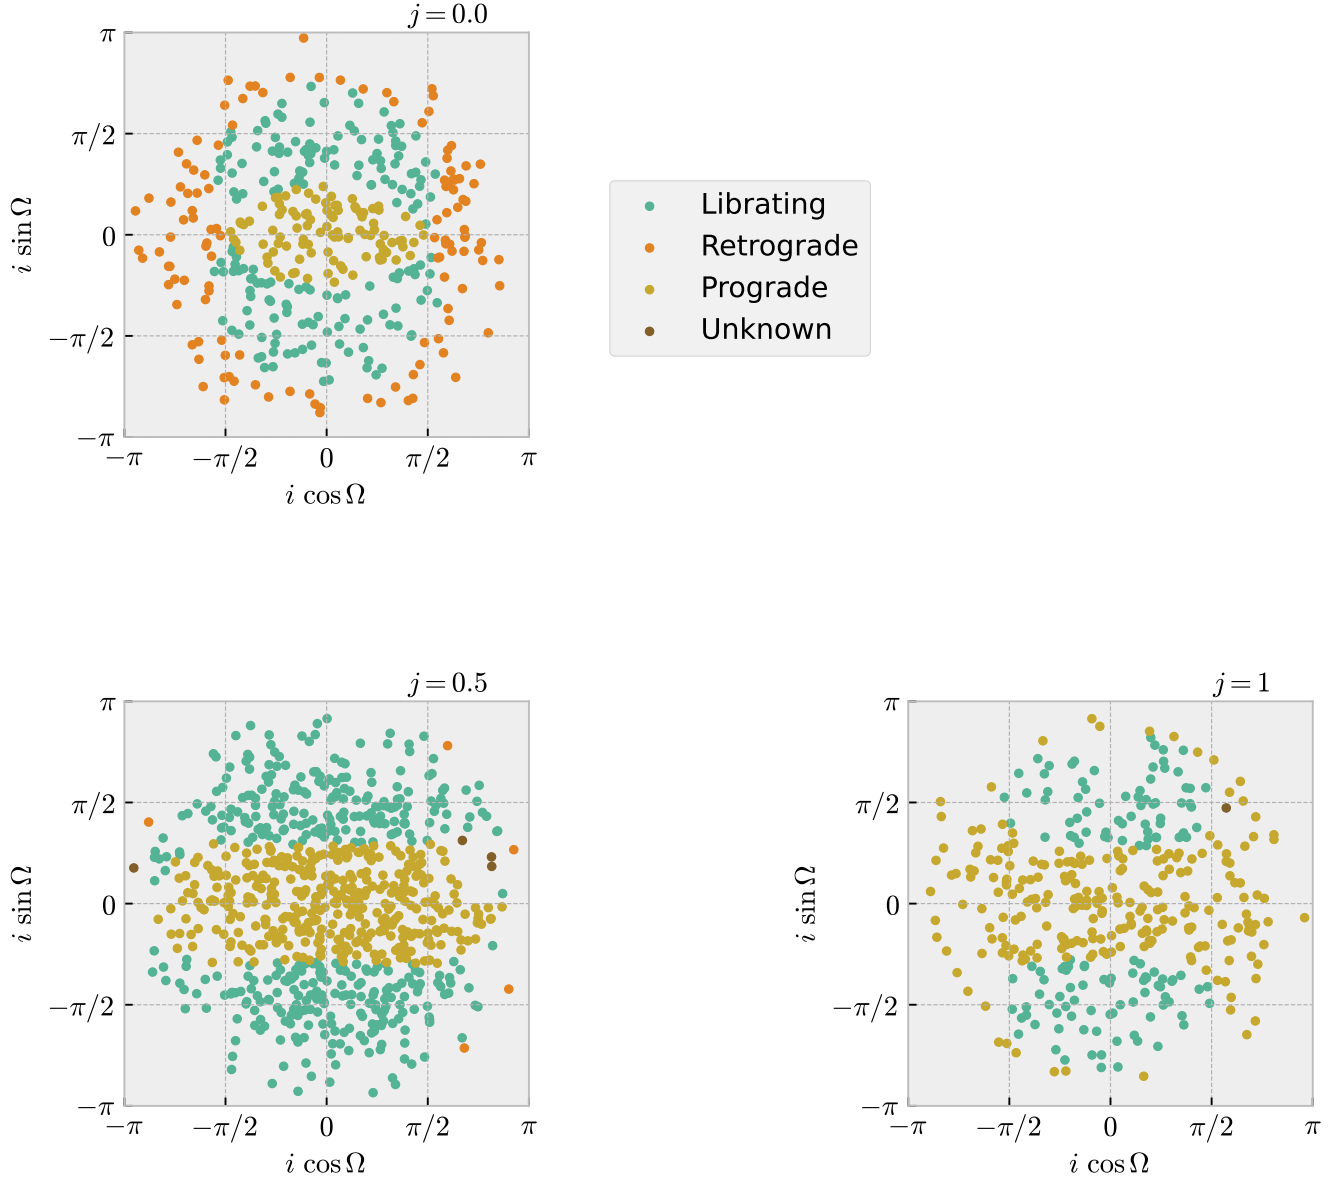 j = 0.0
π
π/2
0
−π/2
−π
i sin Ω
−π
−π/2
0
π/2
π
i cos Ω
Librating
Retrograde
Prograde
Unknown
j = 0.5
π
π/2
0
−π/2
−π
i sin Ω
−π
−π/2
0
π/2
π
i cos Ω
j = 1
π
π/2
0
−π/2
−π
i sin Ω
−π
−π/2
0
π/2
π
i cos Ω